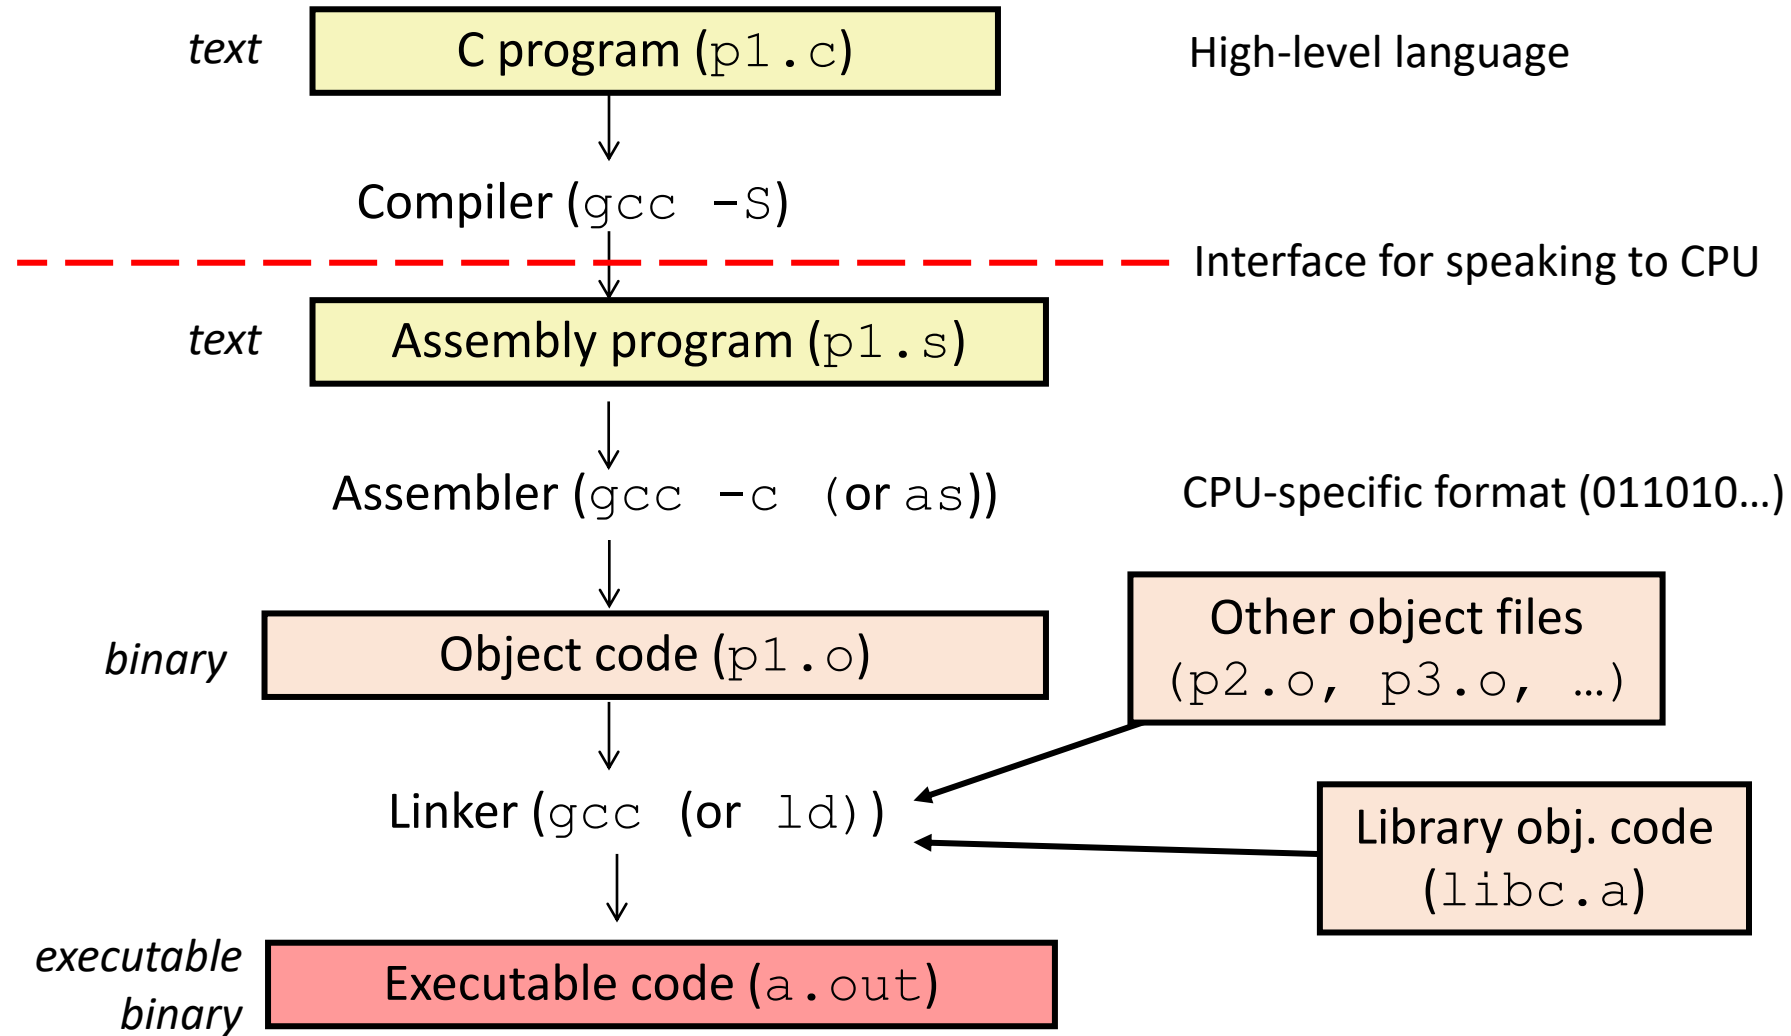 text
C program (p1.c)
High-level language
Compiler (gcc -S)
Interface for speaking to CPU
text
Assembly program (p1.s)
Assembler (gcc -c (or as))
CPU-specific format (011010…)
Other object files
(p2.o, p3.o, …)
binary
Object code (p1.o)
Linker (gcc (or ld))
Library obj. code
(libc.a)
executable
binary
Executable code (a.out)